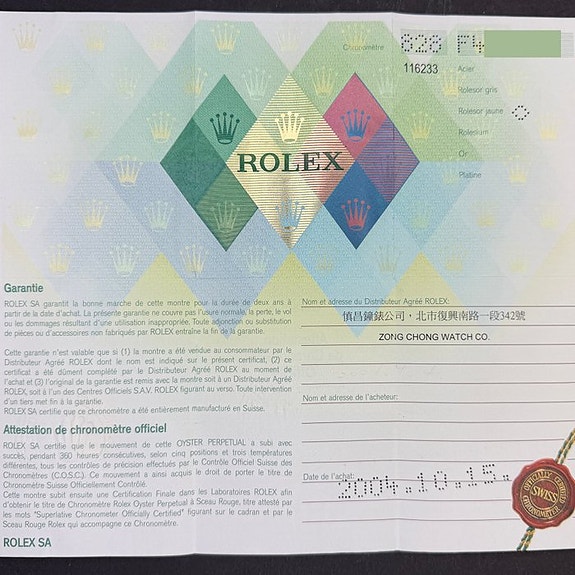 Chronomètre 828 F4
116233 Acier
Rolesor gris
Rolesor jaune
Rolesium
Or
Platine
ROLEX
Garantie
ROLEX SA garantit la bonne marche de cette montre pour la durée de deux ans à
partir de la date d'achat. La présente garantie ne couvre pas l'usure normale, la perte, le vol
ou les dommages résultant d'une utilisation inappropriée. Toute adjonction ou substitution
de pièces ou d'accessoires non fabriqués par ROLEX entraîne la fin de la garantie.
Cette garantie n'est valable que si (1) la montre a été vendue au consommateur par le
Distributeur Agréé ROLEX dont le nom est indiqué sur le présent certificat, (2) ce
certificat a été dûment complété par le Distributeur Agréé ROLEX au moment de
l'achat et (3) l'original de la garantie est remis avec la montre soit à un Distributeur Agréé
ROLEX, soit à l'un des Centres Officiels S.A.V. ROLEX figurant au verso. Toute intervention
d'un tiers met fin à la garantie.
ROLEX SA certifie que ce chronomètre a été entièrement manufacturé en Suisse.
Attestation de chronomètre officiel
ROLEX SA certifie que le mouvement de cette OYSTER PERPETUAL a subi avec
succès, pendant 360 heures consécutives, selon cinq positions et trois températures
différentes, tous les contrôles de précision effectués par le Contrôle Officiel Suisse des
Chronomètres (C.O.S.C.). Ce mouvement a ainsi acquis le droit de porter le titre de
Chronomètre Suisse Officiellement Contrôlé.
Cette montre subit ensuite une Certification Finale dans les Laboratoires ROLEX afin
d'obtenir le titre de Chronomètre Rolex Oyster Perpetual à Sceau Rouge, titre attesté par
les mots "Superlative Chronometer Officially Certified" figurant sur le cadran et par le
Sceau Rouge Rolex qui accompagne ce Chronomètre.
ROLEX SA
Nom et adresse du Distributeur Agréé ROLEX:
慎昌鐘錶公司·北市復興南路一段342號
ZONG CHONG WATCH CO.
Nom et adresse de l'acheteur:
Date de l'achat:
2004.10.15.
OFFICIALLY CERTIFIED
SWISS
CHRONOMETER